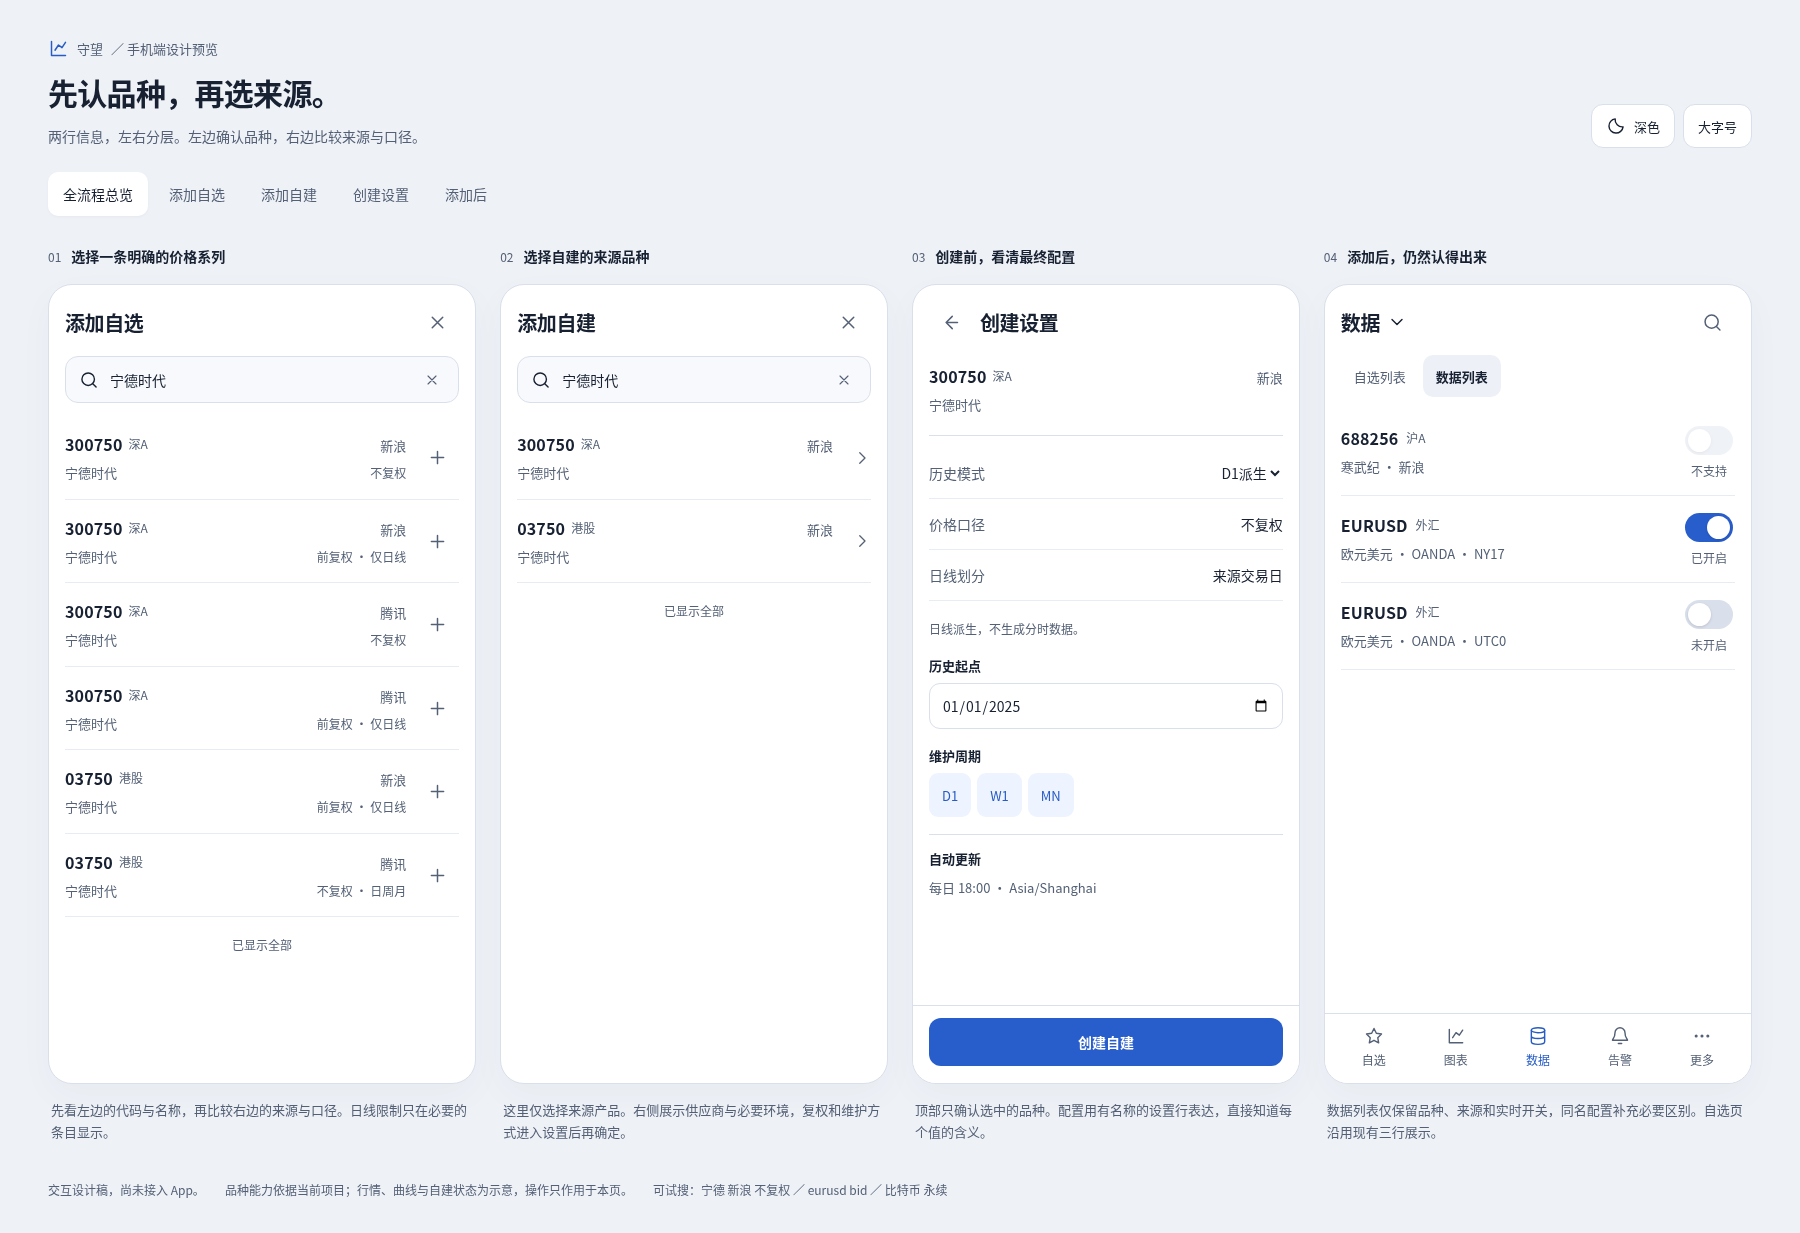 守望 ／ 手机端设计预览
先认品种，再选来源。
两行信息，左右分层。左边确认品种，右边比较来源与口径。
深色
大字号
全流程总览 添加自选 添加自建 创建设置 添加后
01 选择一条明确的价格系列
添加自选
宁德时代
300750 深A 新浪
宁德时代 不复权
300750 深A 新浪
宁德时代 前复权 · 仅日线
300750 深A 腾讯
宁德时代 不复权
300750 深A 腾讯
宁德时代 前复权 · 仅日线
03750 港股 新浪
宁德时代 前复权 · 仅日线
03750 港股 腾讯
宁德时代 不复权 · 日周月
已显示全部
先看左边的代码与名称，再比较右边的来源与口径。日线限制只在必要的
条目显示。
02 选择自建的来源品种
添加自建
宁德时代
300750 深A 新浪
宁德时代
03750 港股 新浪
宁德时代
已显示全部
这里仅选择来源产品。右侧展示供应商与必要环境，复权和维护方
式进入设置后再确定。
03 创建前，看清最终配置
创建设置
300750 深A 新浪
宁德时代
历史模式 D1派生
价格口径 不复权
日线划分 来源交易日
日线派生，不生成分时数据。
历史起点
01/01/2025
维护周期
D1 W1 MN
自动更新
每日 18:00 · Asia/Shanghai
创建自建
顶部只确认选中的品种。配置用有名称的设置行表达，直接知道每
个值的含义。
04 添加后，仍然认得出来
数据
自选列表 数据列表
688256 沪A
寒武纪 · 新浪 不支持
EURUSD 外汇
欧元美元 · OANDA · NY17 已开启
EURUSD 外汇
欧元美元 · OANDA · UTC0 未开启
自选 图表 数据 告警 更多
数据列表仅保留品种、来源和实时开关，同名配置补充必要区别。自选页
沿用现有三行展示。
交互设计稿，尚未接入 App。 品种能力依据当前项目；行情、曲线与自建状态为示意，操作只作用于本页。 可试搜：宁德 新浪 不复权 ／ eurusd bid ／ 比特币 永续